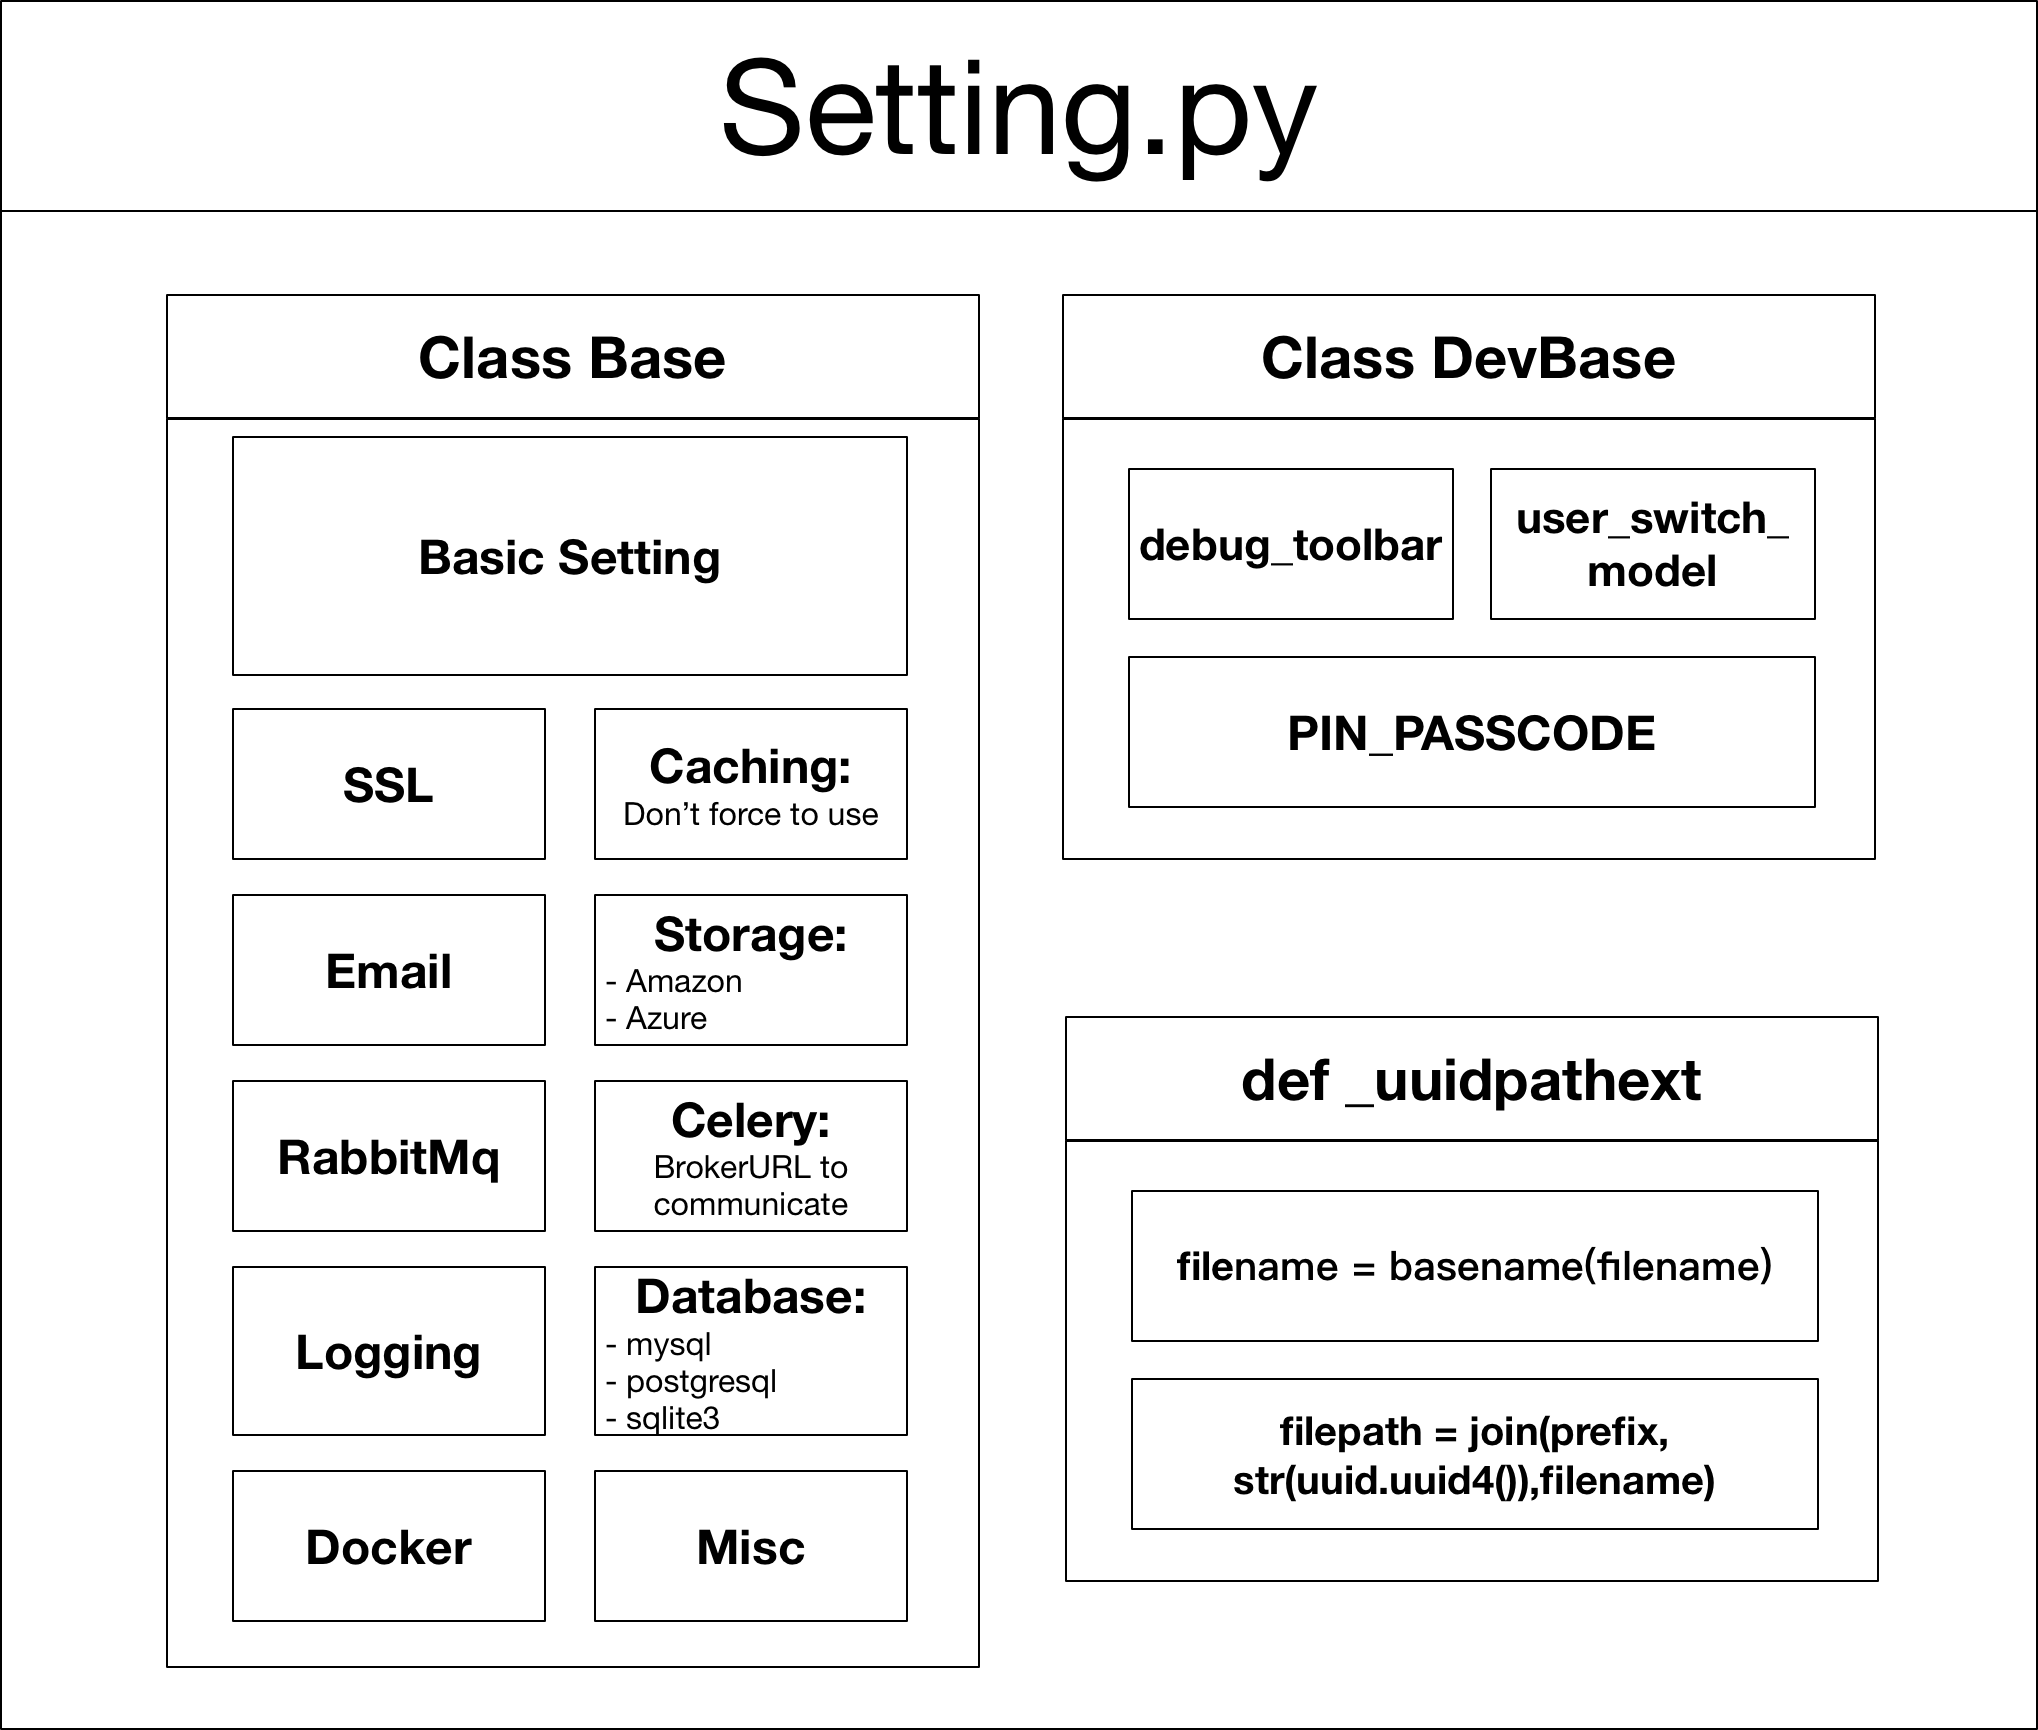 Setting.py
Class Base
Basic Setting
SSL
Caching:
Don’t force to use
Email
Storage:
- Amazon
- Azure
RabbitMq
Celery:
BrokerURL to
communicate
Logging
Database:
- mysql
- postgresql
- sqlite3
Docker
Misc
Class DevBase
debug_toolbar
user_switch_
model
PIN_PASSCODE
def _uuidpathext
filename = basename(filename)
filepath = join(prefix,
str(uuid.uuid4()),filename)